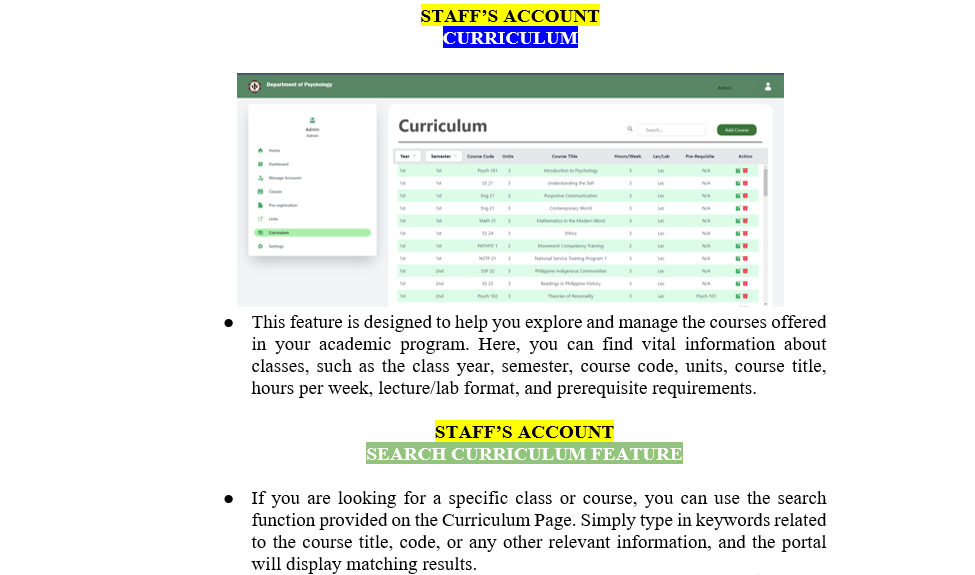 STAFF’S ACCOUNT
CURRICULUM
Department of Psychology
Admin
Admin
Admin
Home
Dashboard
Manage Accounts
Classes
Pre-registration
Links
Curriculum
Settings
Curriculum
Search..
Add Course
Year Semester Course Code Units Course Title Hours/Week Lec/Lab Pre-Requisite Action
1st 1st Psych 101 3 Introduction to Psychology 3 Lec N/A
1st 1st SS 21 3 Understanding the Self 3 Lec N/A
1st 1st Eng 21 3 Purposive Communication 3 Lec N/A
1st 1st Eng 23 3 Contemporary World 3 Lec N/A
1st 1st Math 21 3 Mathematics in the Modern Word 3 Lec N/A
1st 1st SS 24 3 Ethics 3 Lec N/A
1st 1st PATHFIT 1 2 Movement Competency Training 2 Lec N/A
1st 1st NSTP 21 3 National Service Training Program 1 3 Lec N/A
1st 2nd SSP 22 3 Philippine Indigenous Communities 3 Lec N/A
1st 2nd SS 22 3 Readings in Philippine History 3 Lec N/A
1st 2nd Psych 102 3 Theories of Personality 3 Lec Psych 101
● This feature is designed to help you explore and manage the courses offered
in your academic program. Here, you can find vital information about
classes, such as the class year, semester, course code, units, course title,
hours per week, lecture/lab format, and prerequisite requirements.
STAFF’S ACCOUNT
SEARCH CURRICULUM FEATURE
● If you are looking for a specific class or course, you can use the search
function provided on the Curriculum Page. Simply type in keywords related
to the course title, code, or any other relevant information, and the portal
will display matching results.